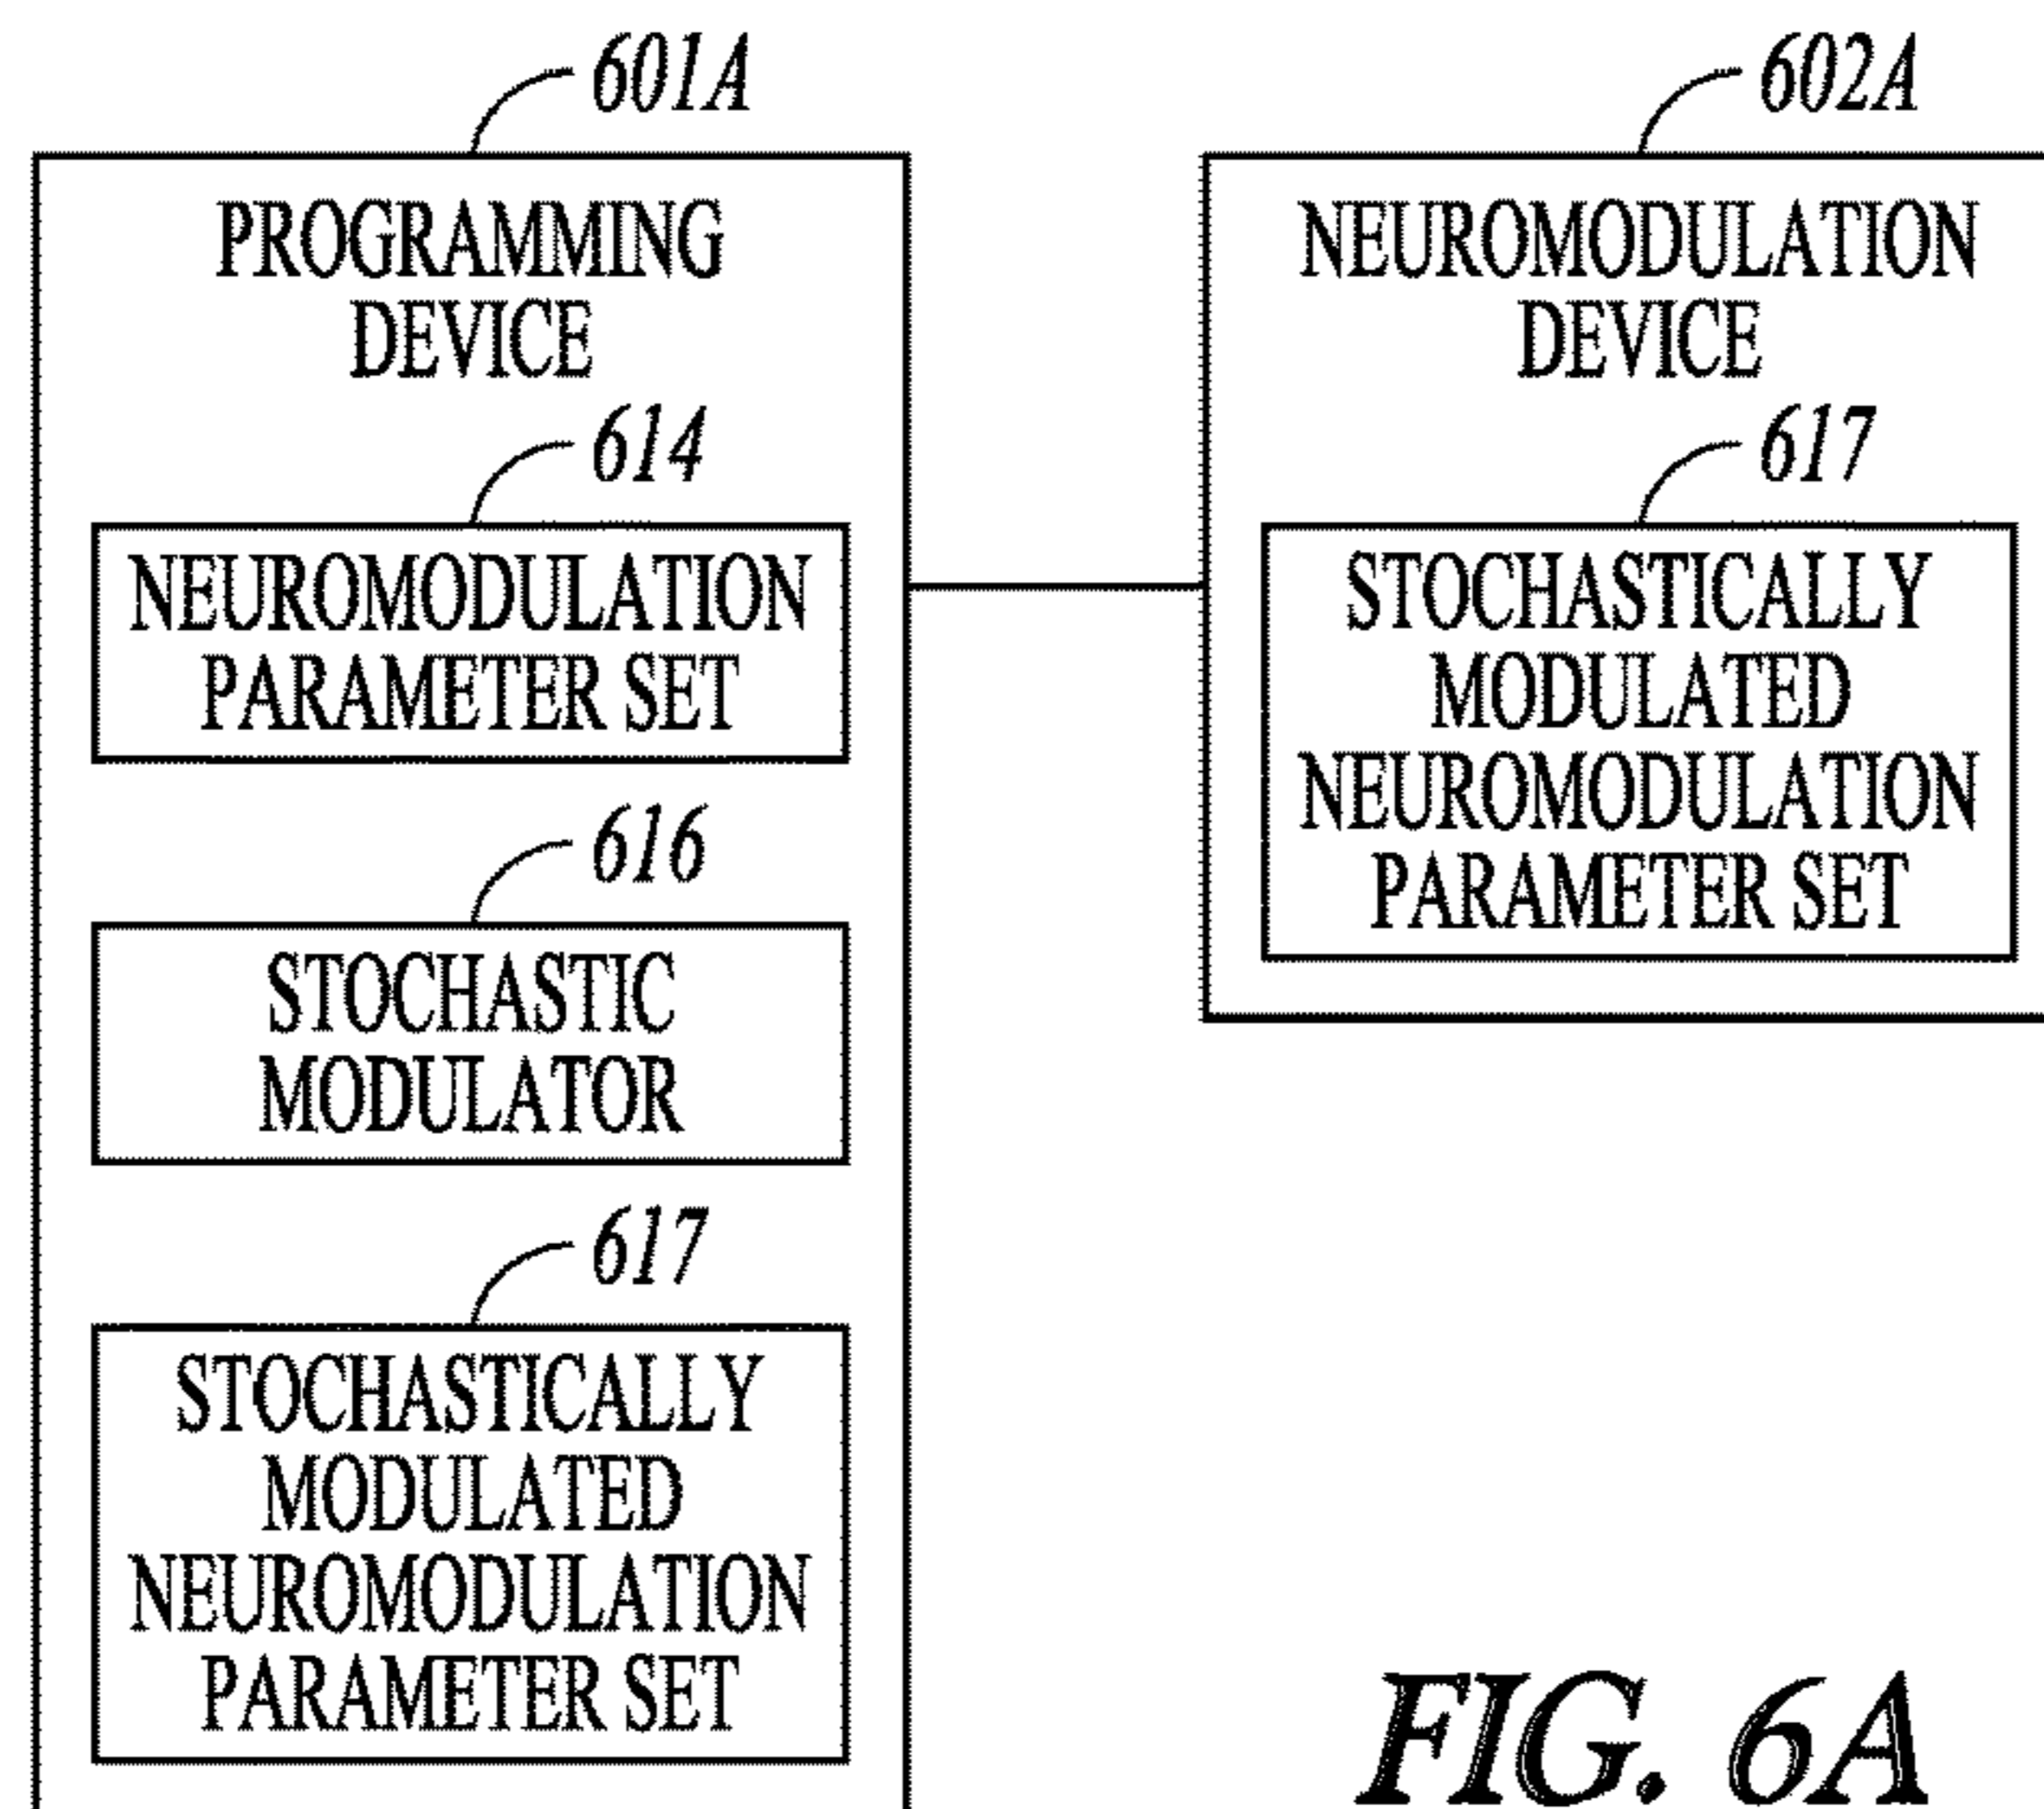 601A
PROGRAMMING
DEVICE
614
NEUROMODULATION
PARAMETER SET
616
STOCHASTIC
MODULATOR
617
STOCHASTICALLY
MODULATED
NEUROMODULATION
PARAMETER SET
602A
NEUROMODULATION
DEVICE
617
STOCHASTICALLY
MODULATED
NEUROMODULATION
PARAMETER SET
FIG. 6A